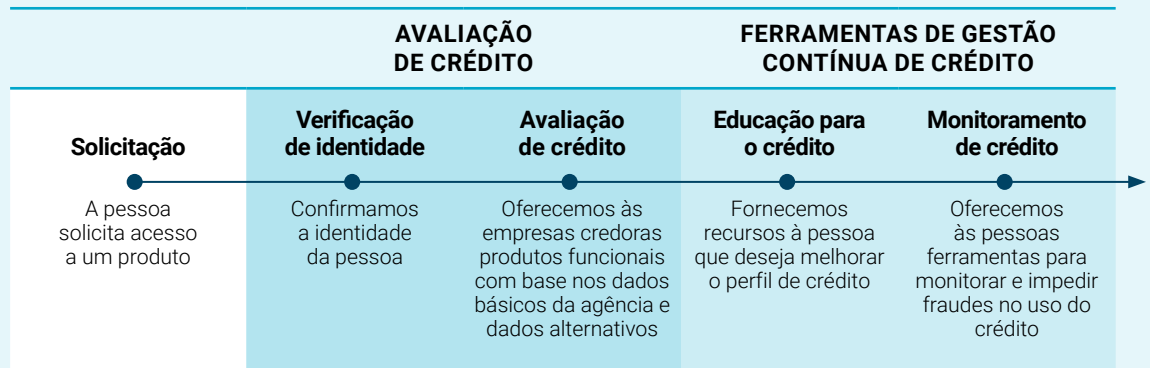 AVALIAÇÃO
DE CRÉDITO
FERRAMENTAS DE GESTÃO
CONTÍNUA DE CRÉDITO
Solicitação
A pessoa
solicita acesso
a um produto
Verificação
de identidade
Confirmamos
a identidade
da pessoa
Avaliação
de crédito
Oferecemos às
empresas credoras
produtos funcionais
com base nos dados
básicos da agência e
dados alternativos
Educação para
o crédito
Fornecemos
recursos à pessoa
que deseja melhorar
o perfil de crédito
Monitoramento
de crédito
Oferecemos
às pessoas
ferramentas para
monitorar e impedir
fraudes no uso do
crédito